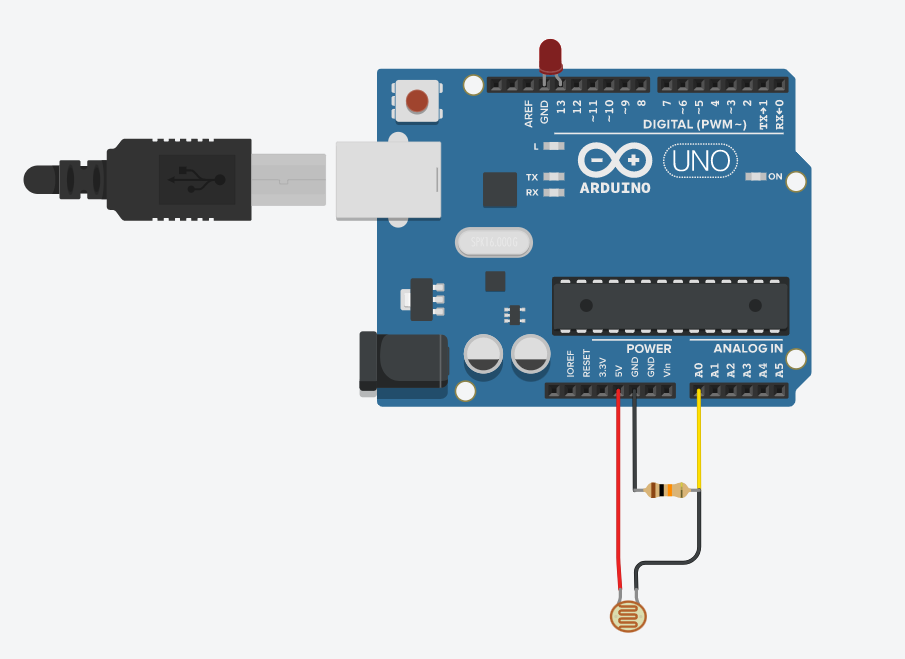 AREF
GND
13
12
~11
~10
~9
8
7
~6
~5
4
~3
2
TX→1
RX←0
DIGITAL (PWM~)
L
TX
RX
ARDUINO
UNO
ON
POWER
ANALOG IN
IOREF
RESET
3.3V
5V
GND
GND
Vin
A0
A1
A2
A3
A4
A5